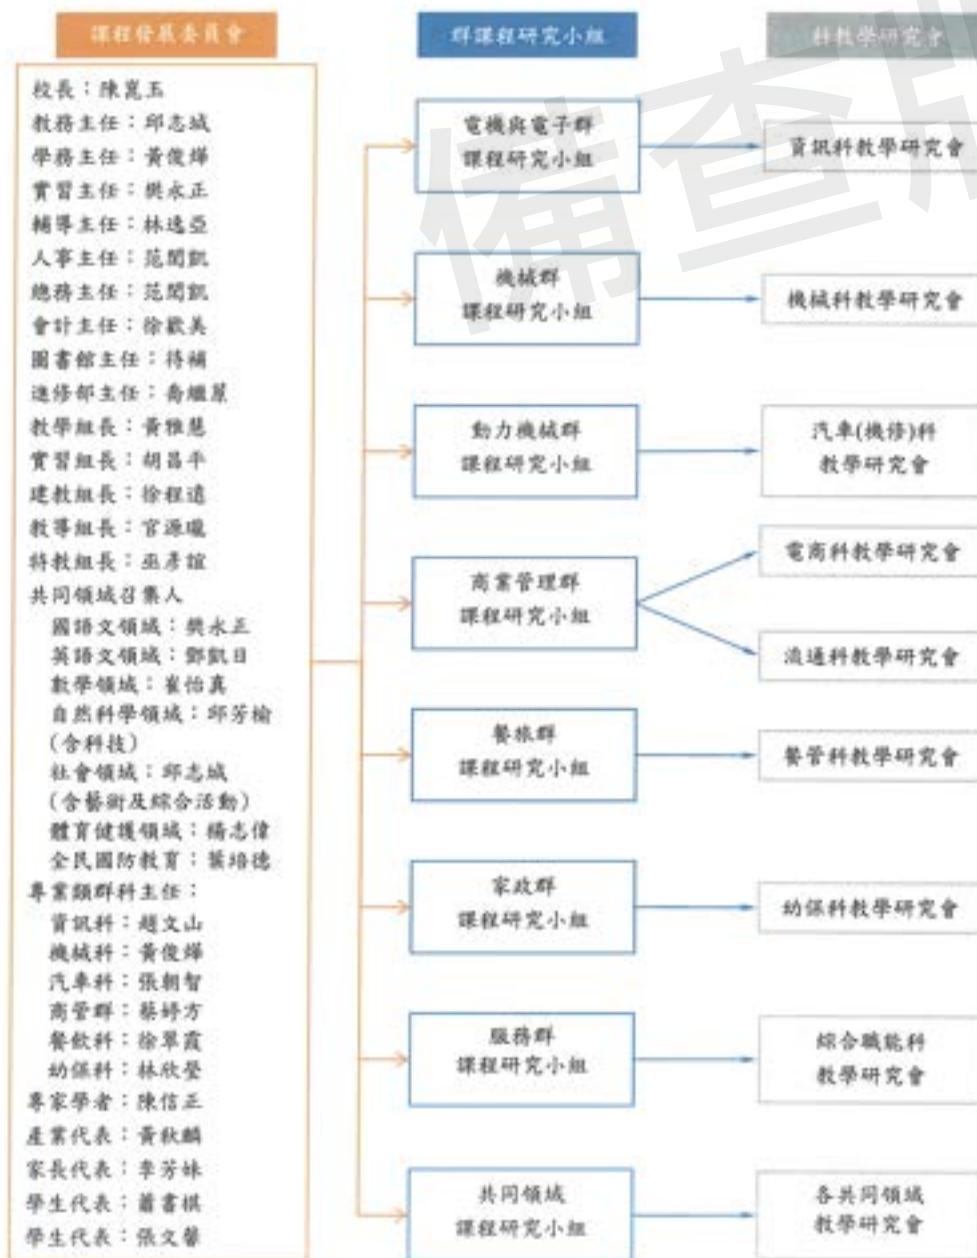 課程發展委員會
校長：陳崑玉
教務主任：邱志城
學務主任：黃俊燁
實習主任：樊永正
輔導主任：林逸亞
人事主任：范閎凱
總務主任：范閎凱
會計主任：徐歡美
圖書館主任：待補
進修部主任：喬繼
教學組長：黃雅慧
實習組長：胡昌平
建教組長：徐程遠
教導組長：官源
特教組長：巫彥誼
共同領域召集人
國語文領域：樊永正
英語文領域：鄧凱日
數學領域：崔怡真
自然科學領域：邱芳榆
(含科技)
社會領域：邱志城
(含藝術及綜合活動)
體育健護領域：楊志偉
全民國防教育：葉培德
專業類群科主任：
資訊科：趙文山
機械科：黃俊燁
汽車科：張朝智
商管群：蔡婷方
餐飲科：徐翠霞
幼保科：林欣瑩
專家學者：陳信正
產業代表：黃秋麟
家長代表：李芳妹
學生代表：蕭書棋
學生代表：張文馨
群課程研究小組
電機與電子群
課程研究小組
機械群
課程研究小組
動力機械群
課程研究小組
商業管理群
課程研究小組
餐旅群
課程研究小組
家政群
課程研究小組
服務群
課程研究小組
共同領域
課程研究小組
科教學研究會
資訊科教學研究會
機械科教學研究會
汽車(機修)科
教學研究會
電商科教學研究會
流通科教學研究會
餐管科教學研究會
幼保科教學研究會
綜合職能科
教學研究會
各共同領域
教學研究會
備查版